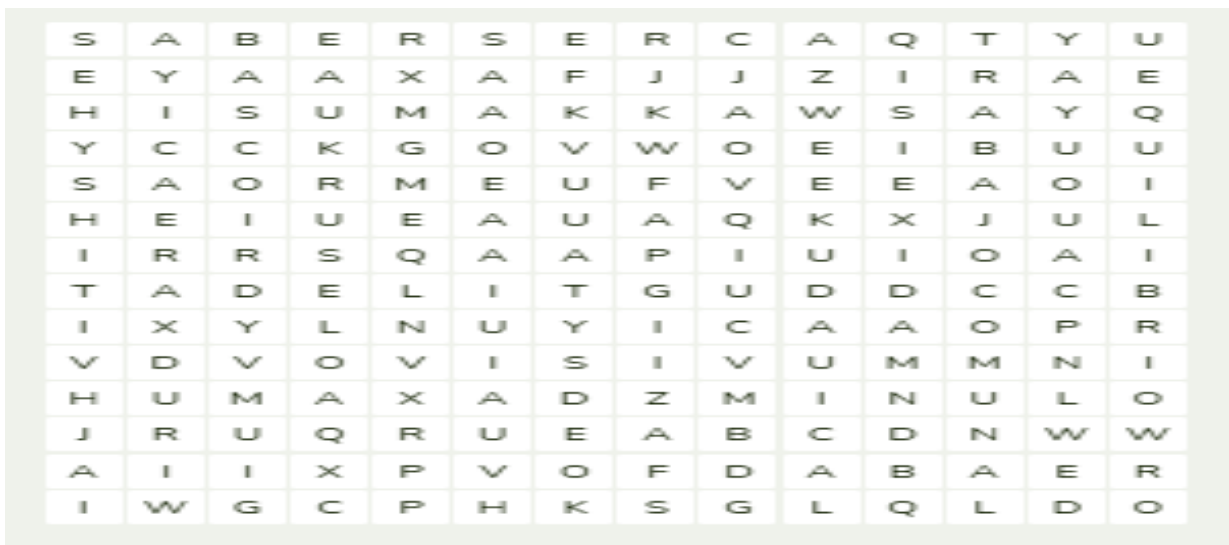 S A B E R S E R C A Q T Y U
E Y A A X A F J J Z I R A E
H I S U M A K K A W S A Y Q
Y C C K G O V W O E I B U U
S A O R M E U F V E E A O I
H E I U E A U A Q K X J U L
I R R S Q A A P I U I O A I
T A D E L I T G U D D C C B
I X Y L N U Y I C A A O P R
V D V O V I S I V U M M N I
H U M A X A D Z M I N U L O
J R U Q R U E A B C D N W W
A I I X P V O F D A B A E R
I W G C P H K S G L Q L D O